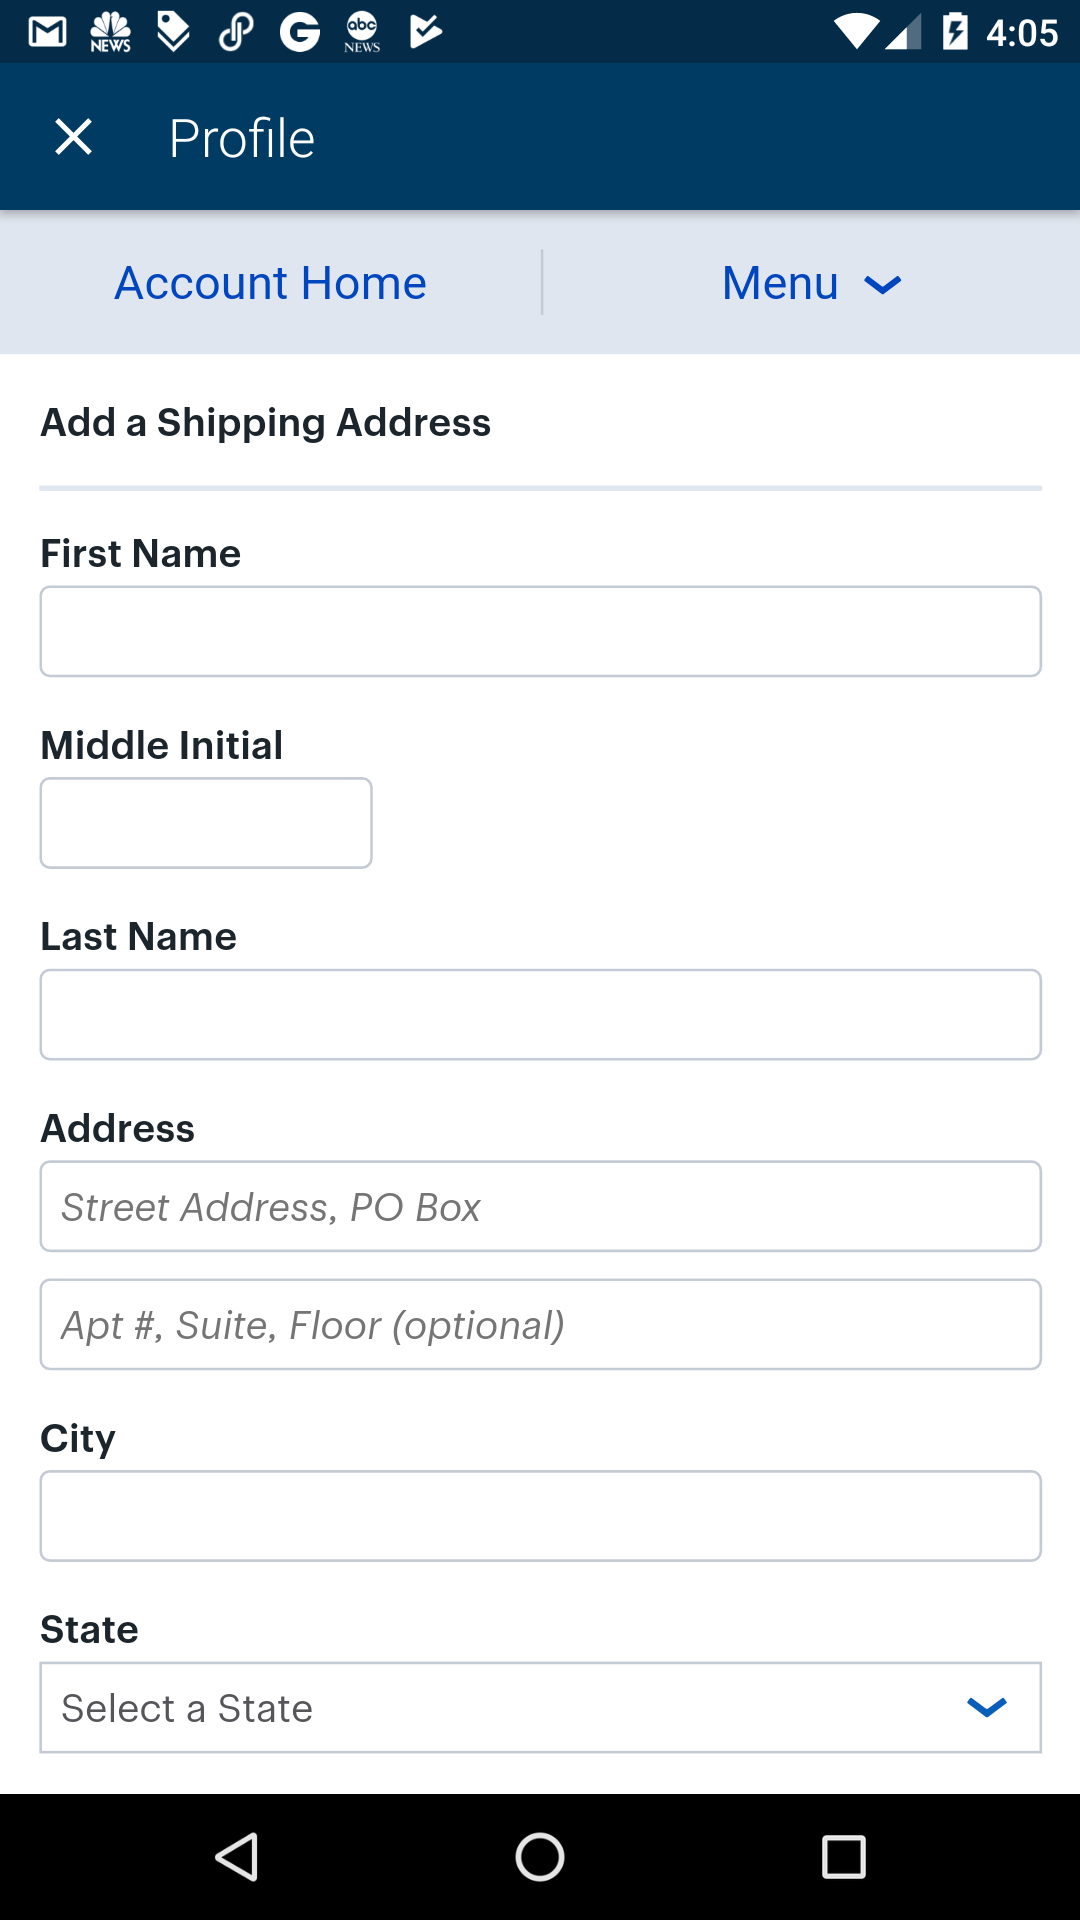 NEWS
G
abc
NEWS
4:05
Profile
Account Home
Menu
Add a Shipping Address
First Name
Middle Initial
Last Name
Address
Street Address, PO Box
Apt #, Suite, Floor (optional)
City
State
Select a State